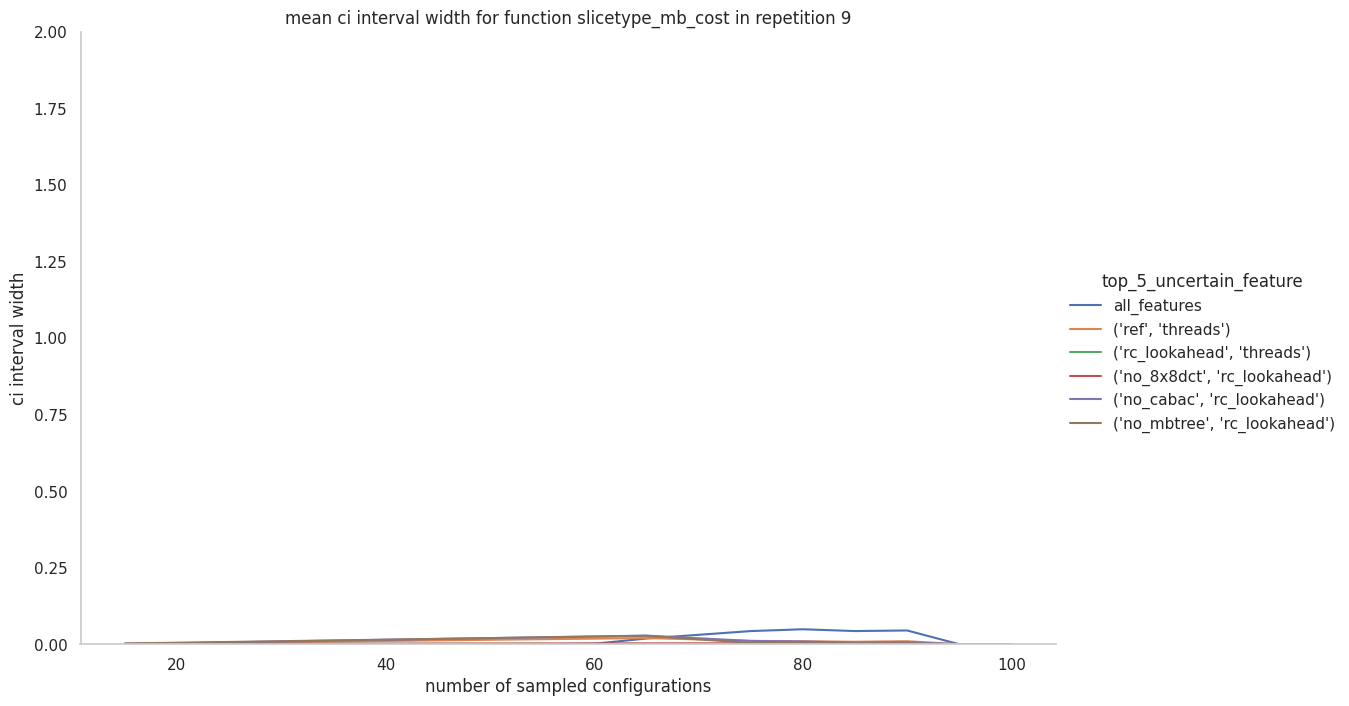 mean ci interval width for function slicetype_mb_cost in repetition 9
2.00
1.75
1.50
1.25
1.00
0.75
0.50
0.25
0.00
ci interval width
20
40
60
80
100
number of sampled configurations
top_5_uncertain_feature
all_features
('ref', 'threads')
('rc_lookahead', 'threads')
('no_8x8dct', 'rc_lookahead')
('no_cabac', 'rc_lookahead')
('no_mbtree', 'rc_lookahead')